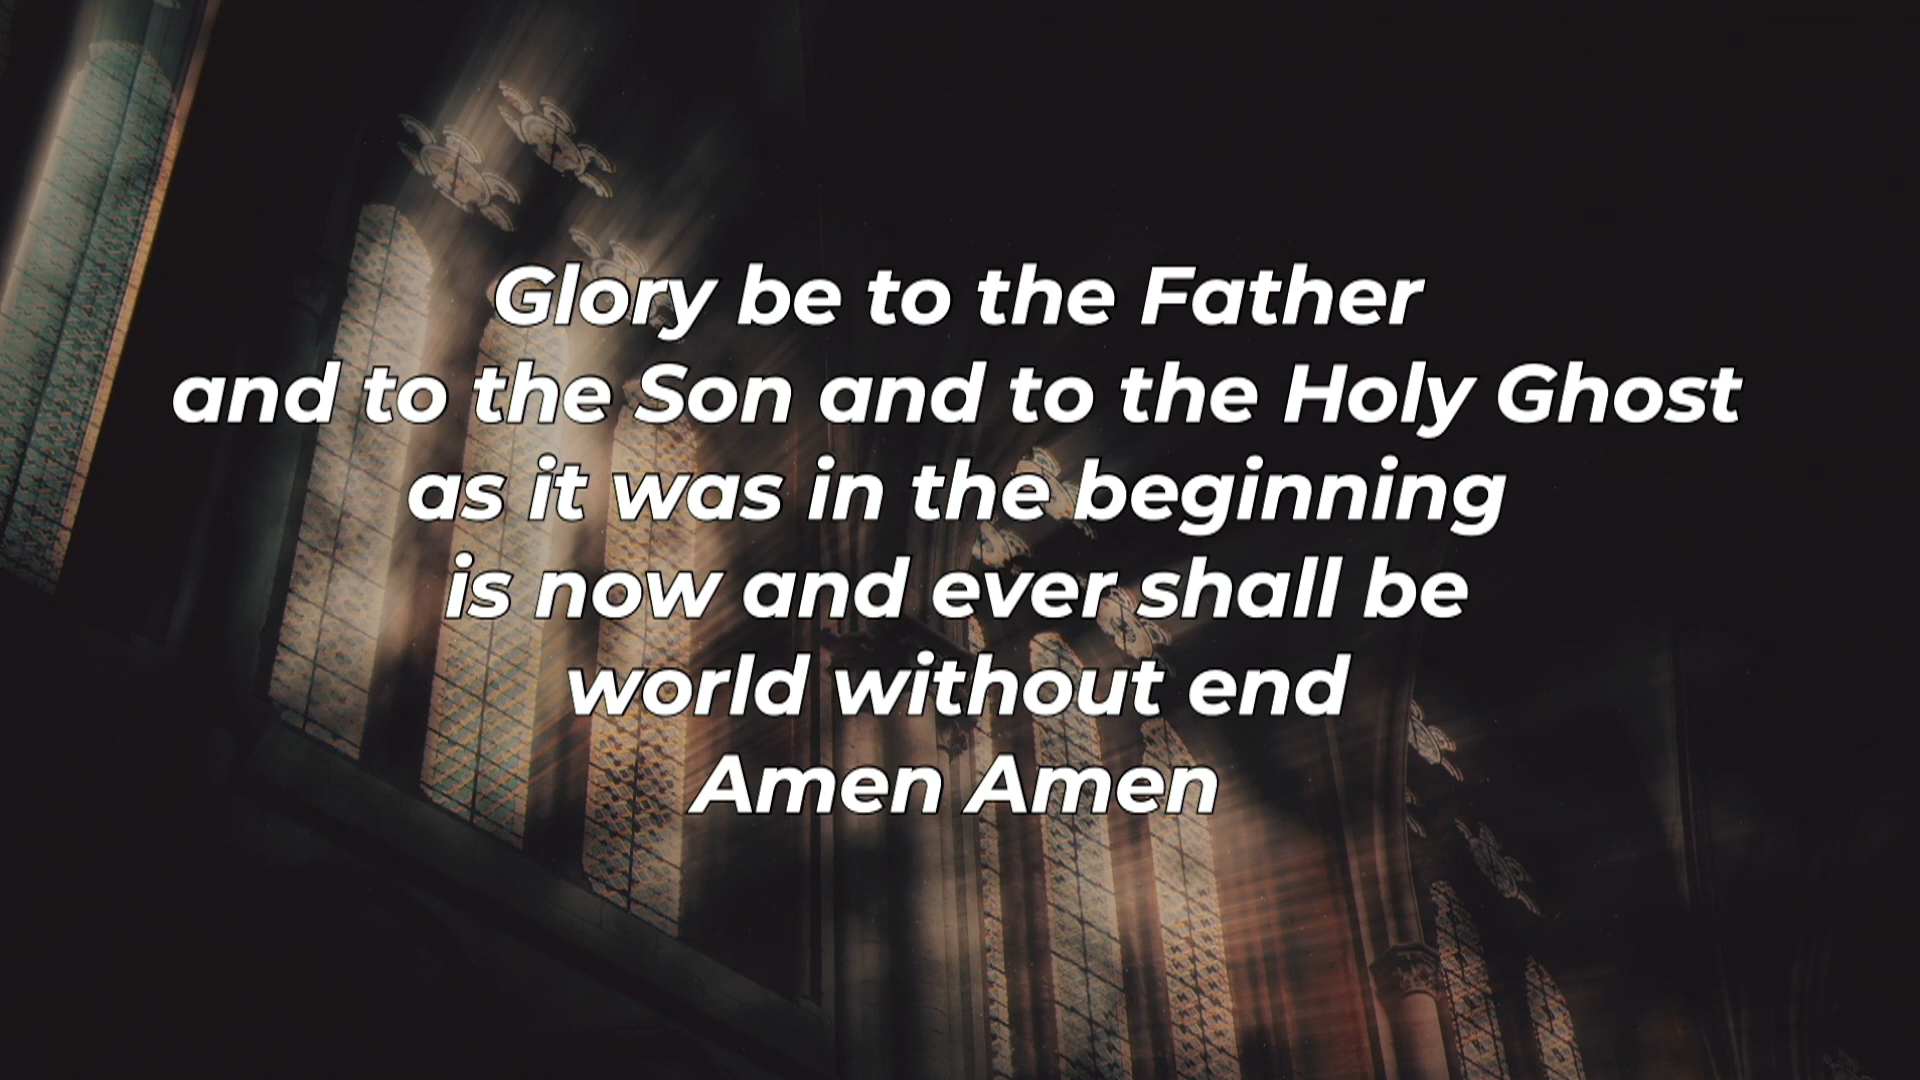 Glory be to the Father
and to the Son and to the Holy Ghost
as it was in the beginning
is now and ever shall be
world without end
Amen Amen